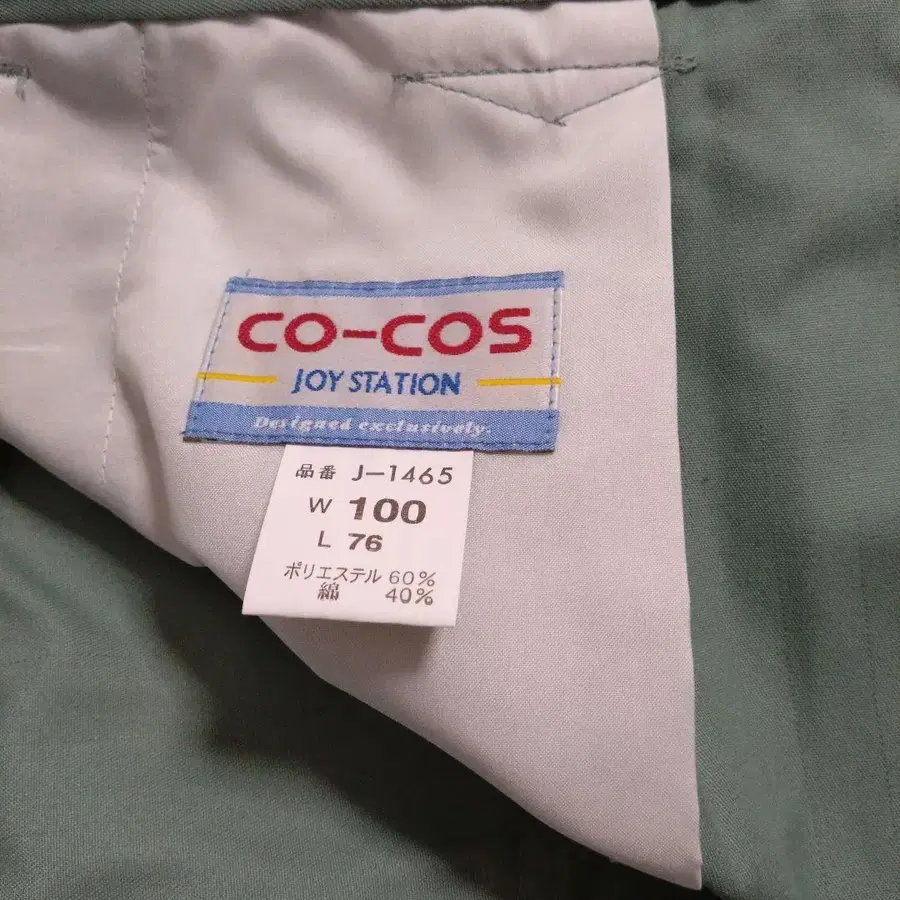 CO-COS
JOY STATION
Designed exclusively.
品番 J-1465
W 100
L 76
ポリエステル 60%
綿 40%